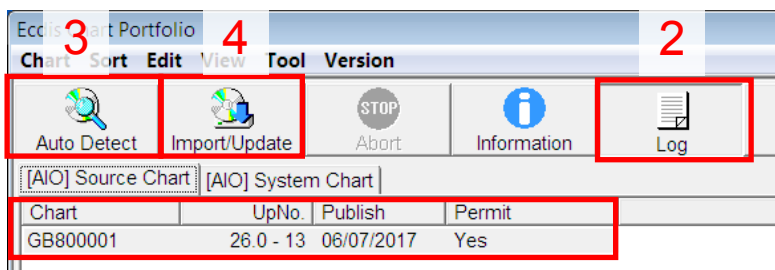 Ecdis Chart Portfolio
3 4 2
Chart Sort Edit View Tool Version
STOP
Auto Detect Import/Update Abort Information Log
[AIO] Source Chart [AIO] System Chart
Chart UpNo. Publish Permit
GB800001 26.0 - 13 06/07/2017 Yes